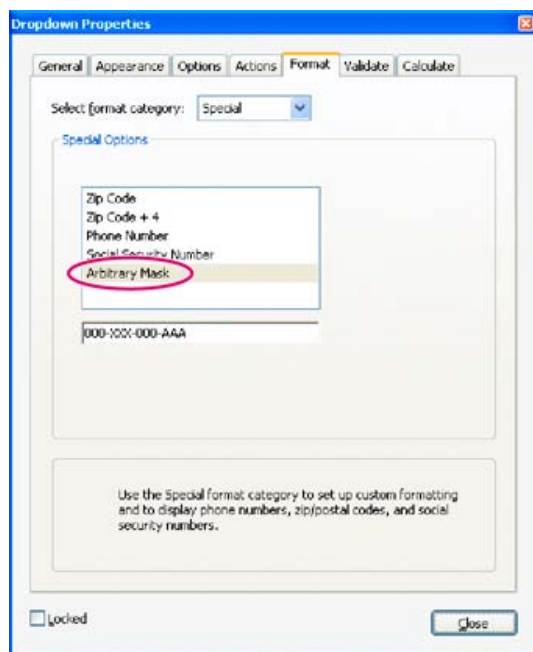 Dropdown Properties
General Appearance Options Actions Format Validate Calculate
Select format category: Special
Special Options
Zip Code
Zip Code + 4
Phone Number
Social Security Number
Arbitrary Mask
000-XXX-000-AAA
Use the Special format category to set up custom formatting
and to display phone numbers, zip/postal codes, and social
security numbers.
Locked
Close